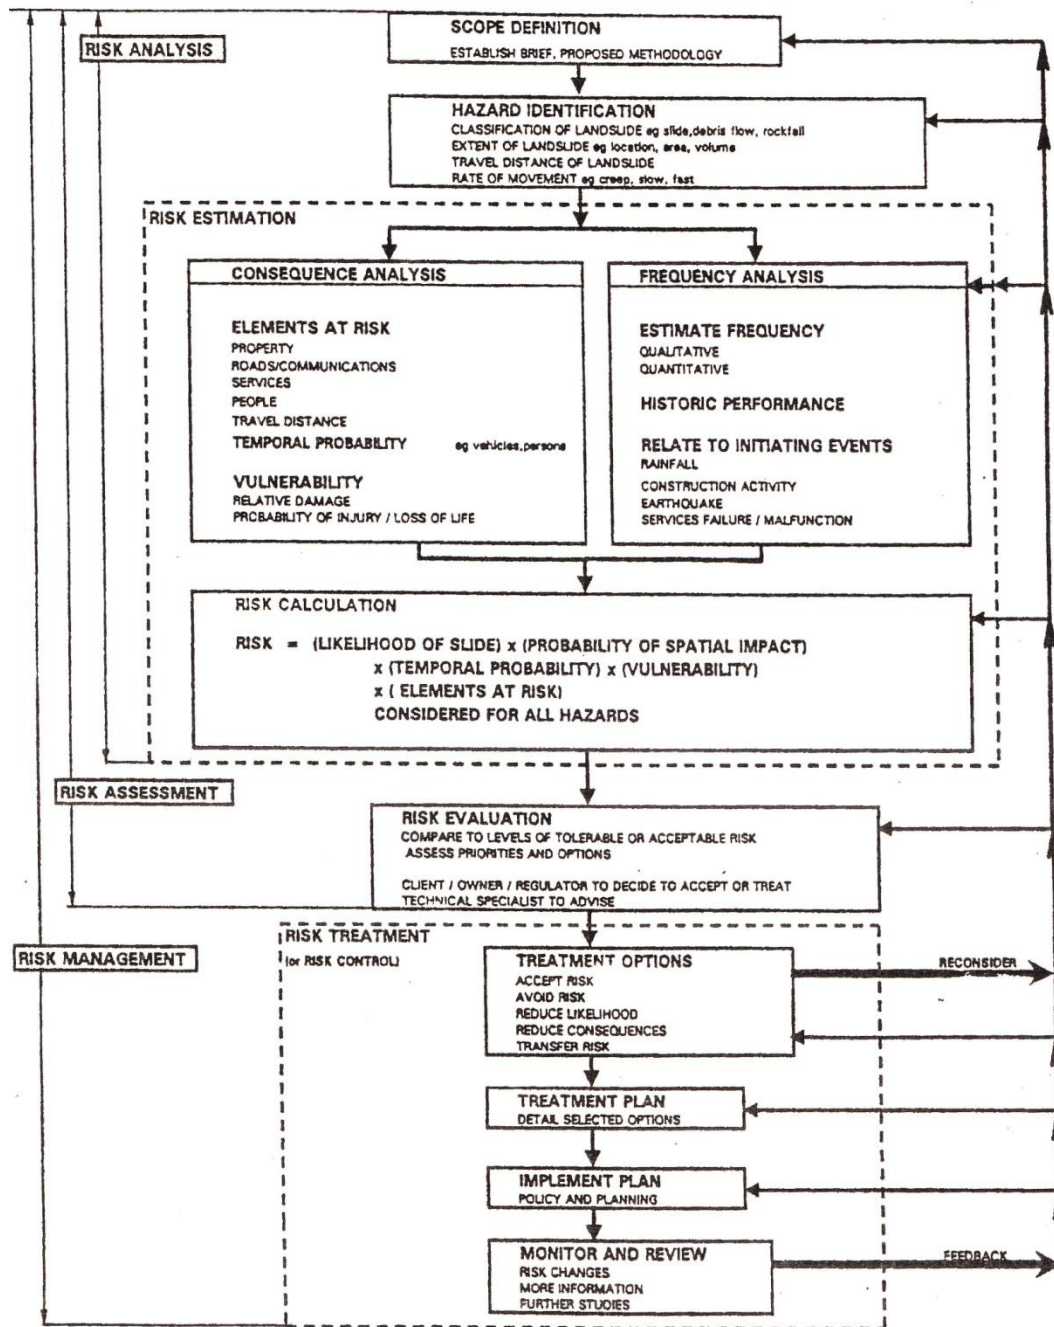 RISK ANALYSIS
SCOPE DEFINITION
ESTABLISH BRIEF, PROPOSED METHODOLOGY
HAZARD IDENTIFICATION
CLASSIFICATION OF LANDSLIDE eg slide,debris flow, rockfall
EXTENT OF LANDSLIDE eg location, area, volume
TRAVEL DISTANCE OF LANDSLIDE
RATE OF MOVEMENT eg creep, slow, fast
RISK ESTIMATION
CONSEQUENCE ANALYSIS
ELEMENTS AT RISK
PROPERTY
ROADS/COMMUNICATIONS
SERVICES
PEOPLE
TRAVEL DISTANCE
TEMPORAL PROBABILITY eg vehicles,persons
VULNERABILITY
RELATIVE DAMAGE
PROBABILITY OF INJURY / LOSS OF LIFE
FREQUENCY ANALYSIS
ESTIMATE FREQUENCY
QUALITATIVE
QUANTITATIVE
HISTORIC PERFORMANCE
RELATE TO INITIATING EVENTS
RAINFALL
CONSTRUCTION ACTIVITY
EARTHQUAKE
SERVICES FAILURE / MALFUNCTION
RISK CALCULATION
RISK = (LIKELIHOOD OF SLIDE) x (PROBABILITY OF SPATIAL IMPACT)
x (TEMPORAL PROBABILITY) x (VULNERABILITY)
x ( ELEMENTS AT RISK)
CONSIDERED FOR ALL HAZARDS
RISK ASSESSMENT
RISK EVALUATION
COMPARE TO LEVELS OF TOLERABLE OR ACCEPTABLE RISK
ASSESS PRIORITIES AND OPTIONS
CLIENT / OWNER / REGULATOR TO DECIDE TO ACCEPT OR TREAT
TECHNICAL SPECIALIST TO ADVISE
RISK MANAGEMENT
RISK TREATMENT
(or RISK CONTROL)
TREATMENT OPTIONS
ACCEPT RISK
AVOID RISK
REDUCE LIKELIHOOD
REDUCE CONSEQUENCES
TRANSFER RISK
RECONSIDER
TREATMENT PLAN
DETAIL SELECTED OPTIONS
IMPLEMENT PLAN
POLICY AND PLANNING
MONITOR AND REVIEW
RISK CHANGES
MORE INFORMATION
FURTHER STUDIES
FEEDBACK